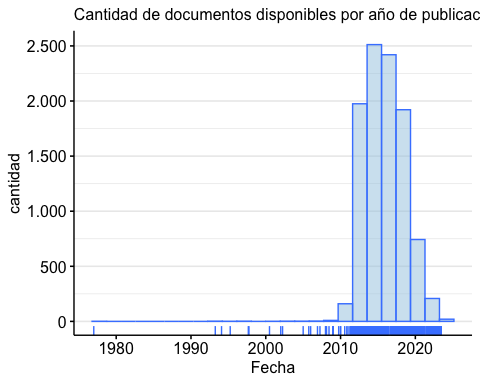 Cantidad de documentos disponibles por año de publicac
2.500
2.000
1.500
1.000
500
0
cantidad
1980 1990 2000 2010 2020
Fecha